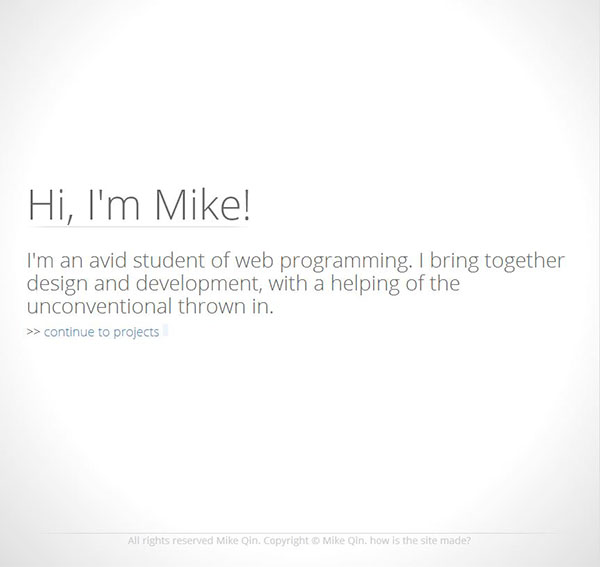 Hi, I'm Mike!
I'm an avid student of web programming. I bring together
design and development, with a helping of the
unconventional thrown in.
>> continue to projects
All rights reserved Mike Qin. Copyright © Mike Qin. how is the site made?